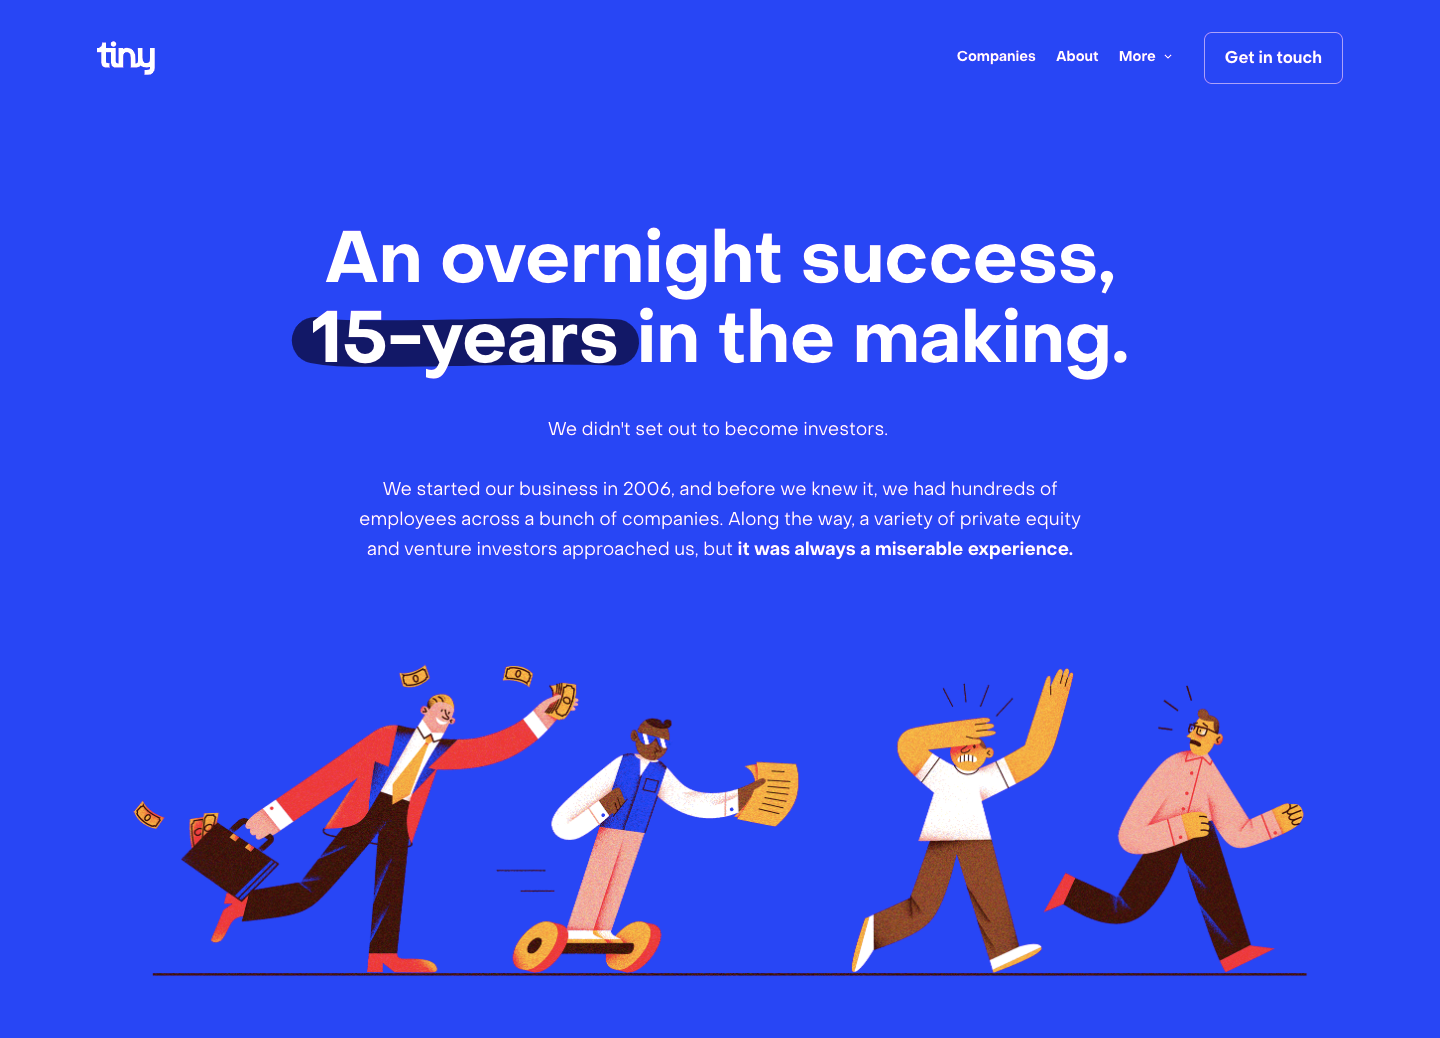 tiny
Companies About More Get in touch
An overnight success,
15-years in the making.
We didn't set out to become investors.
We started our business in 2006, and before we knew it, we had hundreds of
employees across a bunch of companies. Along the way, a variety of private equity
and venture investors approached us, but it was always a miserable experience.